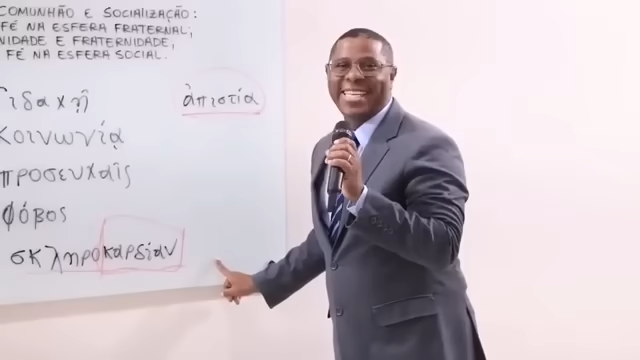 COMUNHÃO E SOCIALIZAÇÃO:
FÉ NA ESFERA FRATERNAL,
NIDADE E FRATERNIDADE,
FÉ NA ESFERA SOCIAL.
ιδαχῇ
ἀπιστία
κοινωνίᾳ
προσευχαῖς
φόβος
σκληροκαρδίαν